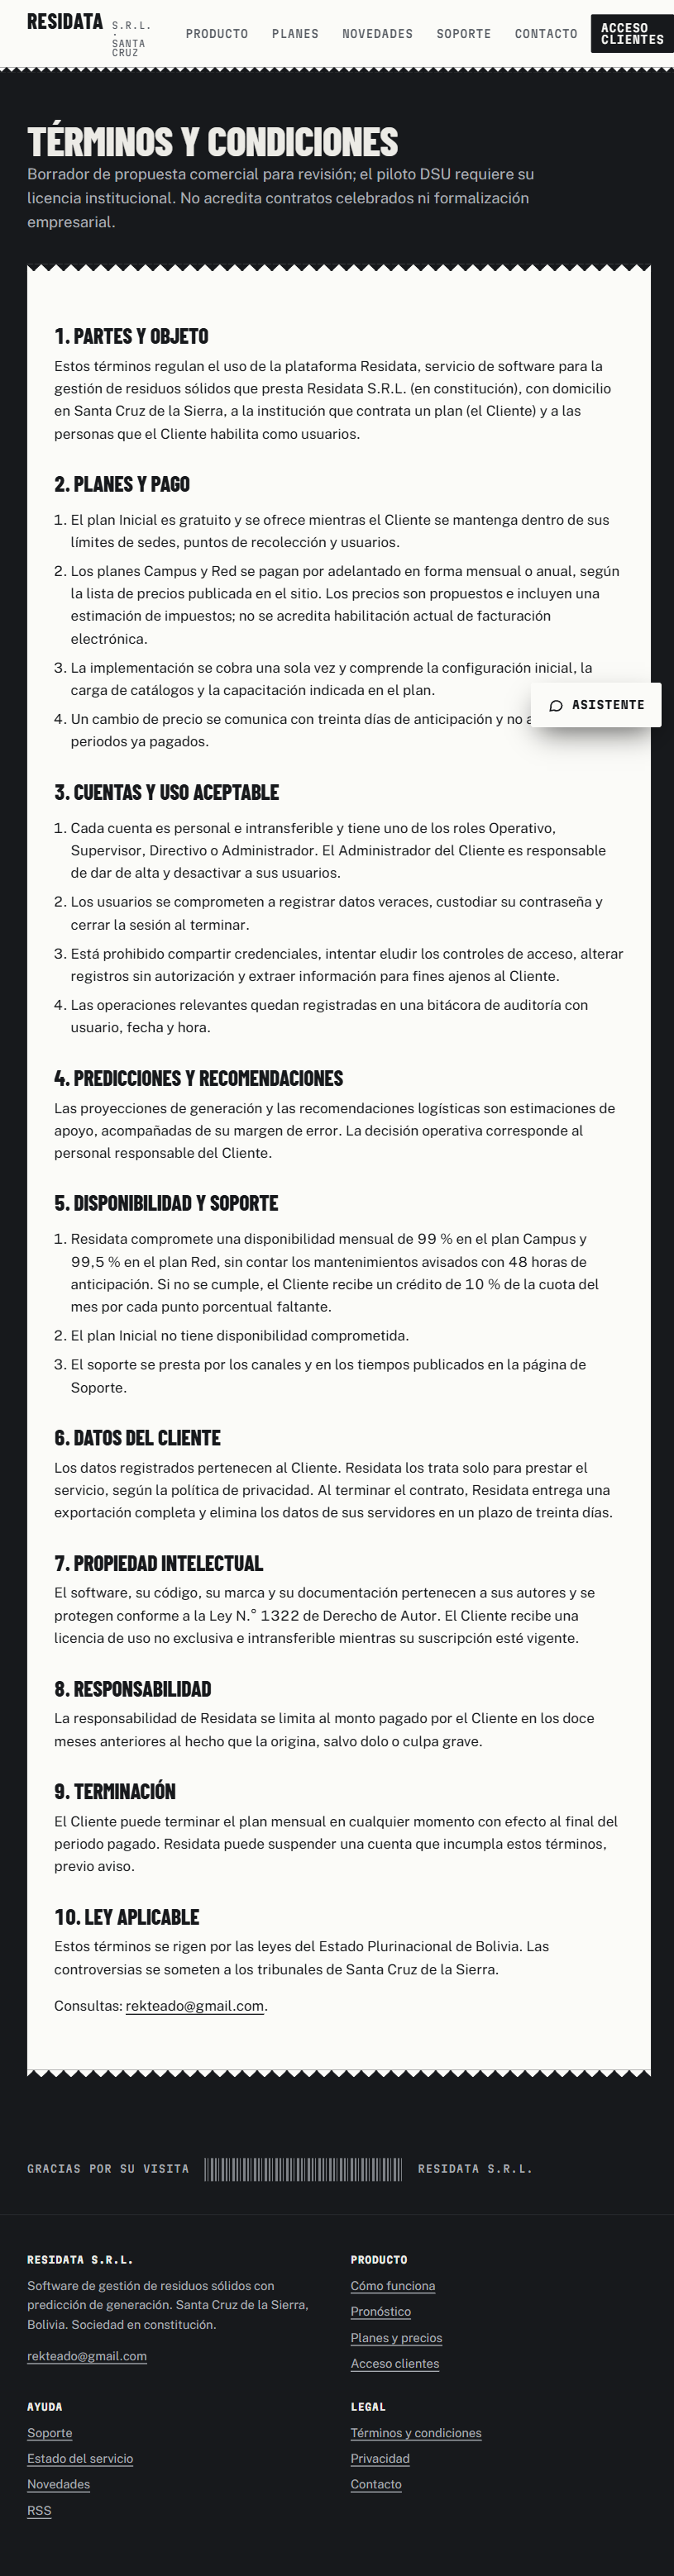 RESIDATA
S.R.L.
·
SANTA
CRUZ
PRODUCTO
PLANES
NOVEDADES
SOPORTE
CONTACTO
ACCESO
CLIENTES
TÉRMINOS Y CONDICIONES
Borrador de propuesta comercial para revisión; el piloto DSU requiere su
licencia institucional. No acredita contratos celebrados ni formalización
empresarial.
1. PARTES Y OBJETO
Estos términos regulan el uso de la plataforma Residata, servicio de software para la
gestión de residuos sólidos que presta Residata S.R.L. (en constitución), con domicilio
en Santa Cruz de la Sierra, a la institución que contrata un plan (el Cliente) y a las
personas que el Cliente habilita como usuarios.
2. PLANES Y PAGO
1. El plan Inicial es gratuito y se ofrece mientras el Cliente se mantenga dentro de sus
límites de sedes, puntos de recolección y usuarios.
2. Los planes Campus y Red se pagan por adelantado en forma mensual o anual, según
la lista de precios publicada en el sitio. Los precios son propuestos e incluyen una
estimación de impuestos; no se acredita habilitación actual de facturación
electrónica.
3. La implementación se cobra una sola vez y comprende la configuración inicial, la
carga de catálogos y la capacitación indicada en el plan.
4. Un cambio de precio se comunica con treinta días de anticipación y no
periodos ya pagados.
ASISTENTE
3. CUENTAS Y USO ACEPTABLE
1. Cada cuenta es personal e intransferible y tiene uno de los roles Operativo,
Supervisor, Directivo o Administrador. El Administrador del Cliente es responsable
de dar de alta y desactivar a sus usuarios.
2. Los usuarios se comprometen a registrar datos veraces, custodiar su contraseña y
cerrar la sesión al terminar.
3. Está prohibido compartir credenciales, intentar eludir los controles de acceso, alterar
registros sin autorización y extraer información para fines ajenos al Cliente.
4. Las operaciones relevantes quedan registradas en una bitácora de auditoría con
usuario, fecha y hora.
4. PREDICCIONES Y RECOMENDACIONES
Las proyecciones de generación y las recomendaciones logísticas son estimaciones de
apoyo, acompañadas de su margen de error. La decisión operativa corresponde al
personal responsable del Cliente.
5. DISPONIBILIDAD Y SOPORTE
1. Residata compromete una disponibilidad mensual de 99 % en el plan Campus y
99,5 % en el plan Red, sin contar los mantenimientos avisados con 48 horas de
anticipación. Si no se cumple, el Cliente recibe un crédito de 10 % de la cuota del
mes por cada punto porcentual faltante.
2. El plan Inicial no tiene disponibilidad comprometida.
3. El soporte se presta por los canales y en los tiempos publicados en la página de
Soporte.
6. DATOS DEL CLIENTE
Los datos registrados pertenecen al Cliente. Residata los trata solo para prestar el
servicio, según la política de privacidad. Al terminar el contrato, Residata entrega una
exportación completa y elimina los datos de sus servidores en un plazo de treinta días.
7. PROPIEDAD INTELECTUAL
El software, su código, su marca y su documentación pertenecen a sus autores y se
protegen conforme a la Ley N.° 1322 de Derecho de Autor. El Cliente recibe una
licencia de uso no exclusiva e intransferible mientras su suscripción esté vigente.
8. RESPONSABILIDAD
La responsabilidad de Residata se limita al monto pagado por el Cliente en los doce
meses anteriores al hecho que la origina, salvo dolo o culpa grave.
9. TERMINACIÓN
El Cliente puede terminar el plan mensual en cualquier momento con efecto al final del
periodo pagado. Residata puede suspender una cuenta que incumpla estos términos,
previo aviso.
10. LEY APLICABLE
Estos términos se rigen por las leyes del Estado Plurinacional de Bolivia. Las
controversias se someten a los tribunales de Santa Cruz de la Sierra.
Consultas: rekteado@gmail.com.
GRACIAS POR SU VISITA
RESIDATA S.R.L.
RESIDATA S.R.L.
Software de gestión de residuos sólidos con
predicción de generación. Santa Cruz de la Sierra,
Bolivia. Sociedad en constitución.
rekteado@gmail.com
PRODUCTO
Cómo funciona
Pronóstico
Planes y precios
Acceso clientes
AYUDA
Soporte
Estado del servicio
Novedades
RSS
LEGAL
Términos y condiciones
Privacidad
Contacto